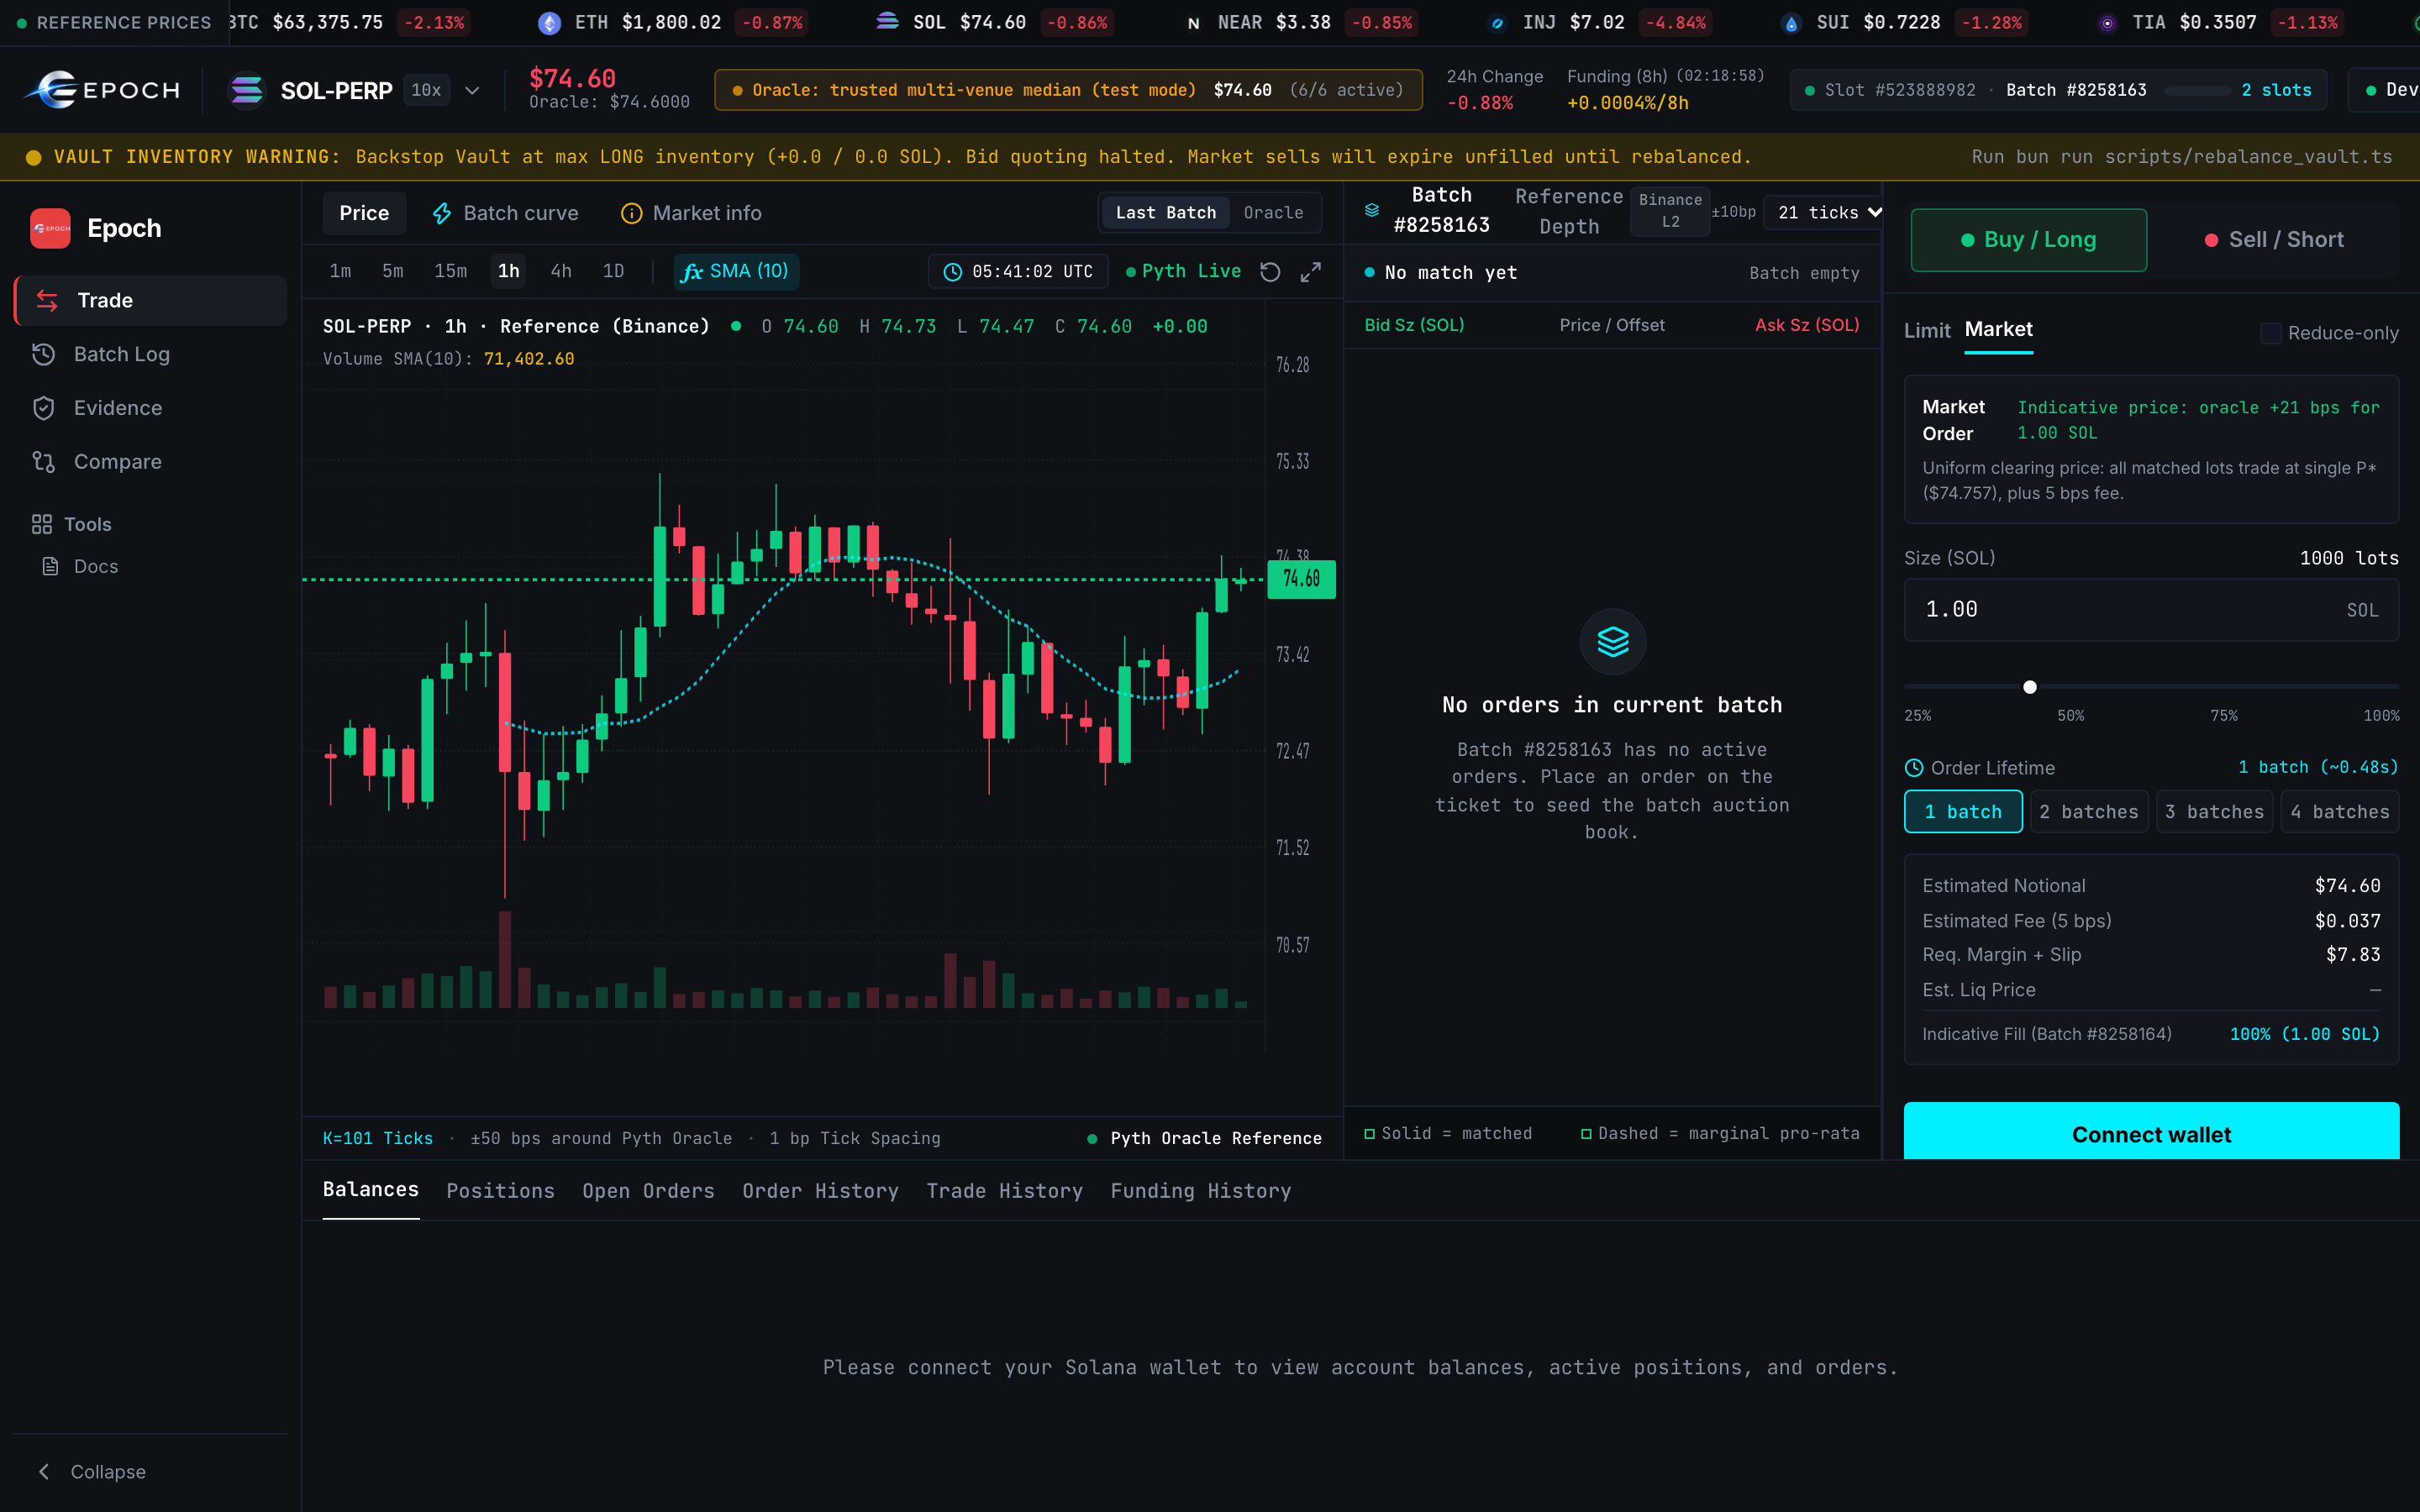 REFERENCE PRICES
BTC $63,375.75 -2.13% ETH $1,800.02 -0.87% SOL $74.60 -0.86% NEAR $3.38 -0.85% INJ $7.02 -4.84% SUI $0.7228 -1.28% TIA $0.3507 -1.13%
EPOCH
SOL-PERP 10x
$74.60
Oracle: $74.6000
Oracle: trusted multi-venue median (test mode) $74.60 (6/6 active)
24h Change
-0.88%
Funding (8h) (02:18:58)
+0.0004%/8h
Slot #523888982 · Batch #8258163 2 slots
Dev
VAULT INVENTORY WARNING: Backstop Vault at max LONG inventory (+0.0 / 0.0 SOL). Bid quoting halted. Market sells will expire unfilled until rebalanced.
Run bun run scripts/rebalance_vault.ts
EPOCH
Epoch
Trade
Batch Log
Evidence
Compare
Tools
Docs
Collapse
Price Batch curve Market info
Last Batch Oracle
1m 5m 15m 1h 4h 1D fx SMA (10)
05:41:02 UTC Pyth Live
SOL-PERP · 1h · Reference (Binance) O 74.60 H 74.73 L 74.47 C 74.60 +0.00
Volume SMA(10): 71,402.60
76.28
75.33
74.38
74.60
73.42
72.47
71.52
70.57
K=101 Ticks · ±50 bps around Pyth Oracle · 1 bp Tick Spacing
Pyth Oracle Reference
Batch
#8258163
Reference
Depth
Binance
L2
±10bp
21 ticks
No match yet
Batch empty
Bid Sz (SOL) Price / Offset Ask Sz (SOL)
No orders in current batch
Batch #8258163 has no active
orders. Place an order on the
ticket to seed the batch auction
book.
Solid = matched Dashed = marginal pro-rata
Buy / Long Sell / Short
Limit Market
Reduce-only
Market
Order
Indicative price: oracle +21 bps for
1.00 SOL
Uniform clearing price: all matched lots trade at single P*
($74.757), plus 5 bps fee.
Size (SOL) 1000 lots
1.00 SOL
25% 50% 75% 100%
Order Lifetime 1 batch (~0.48s)
1 batch 2 batches 3 batches 4 batches
Estimated Notional $74.60
Estimated Fee (5 bps) $0.037
Req. Margin + Slip $7.83
Est. Liq Price —
Indicative Fill (Batch #8258164) 100% (1.00 SOL)
Connect wallet
Balances Positions Open Orders Order History Trade History Funding History
Please connect your Solana wallet to view account balances, active positions, and orders.